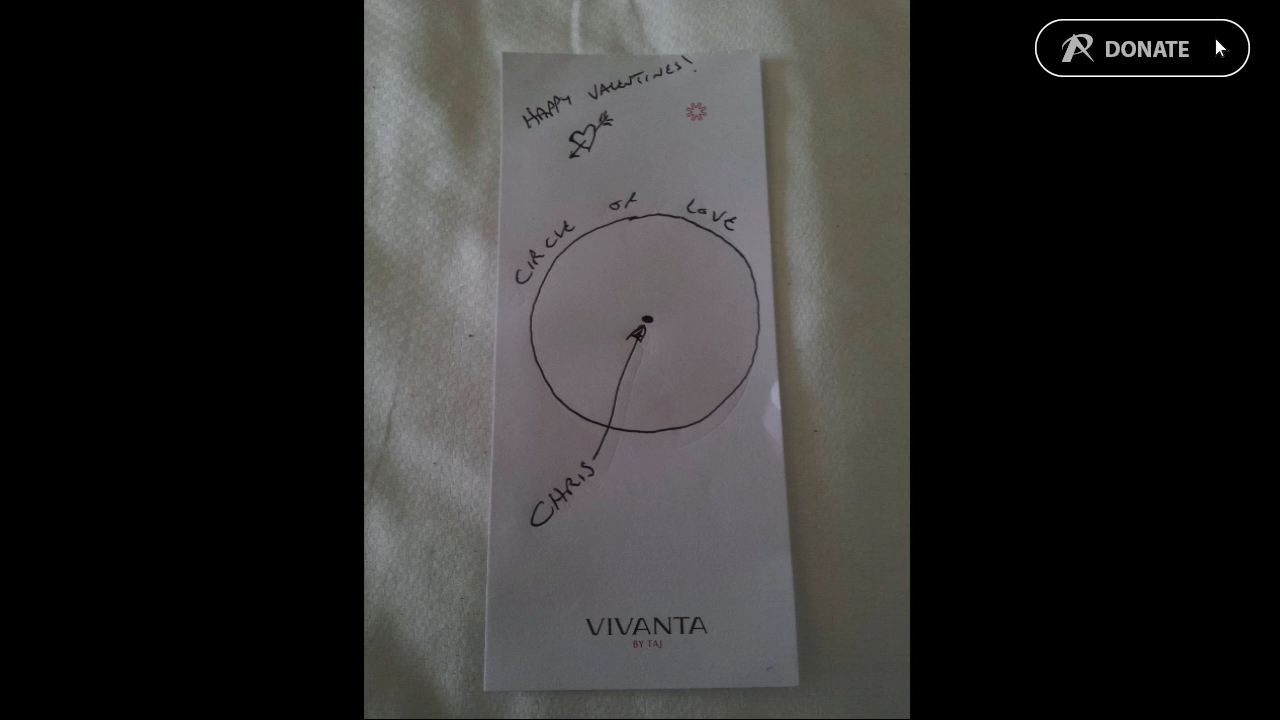 DONATE
HAPPY VALENTINES!
CIRCLE OF LOVE
CHRIS
VIVANTA
BY TAJ